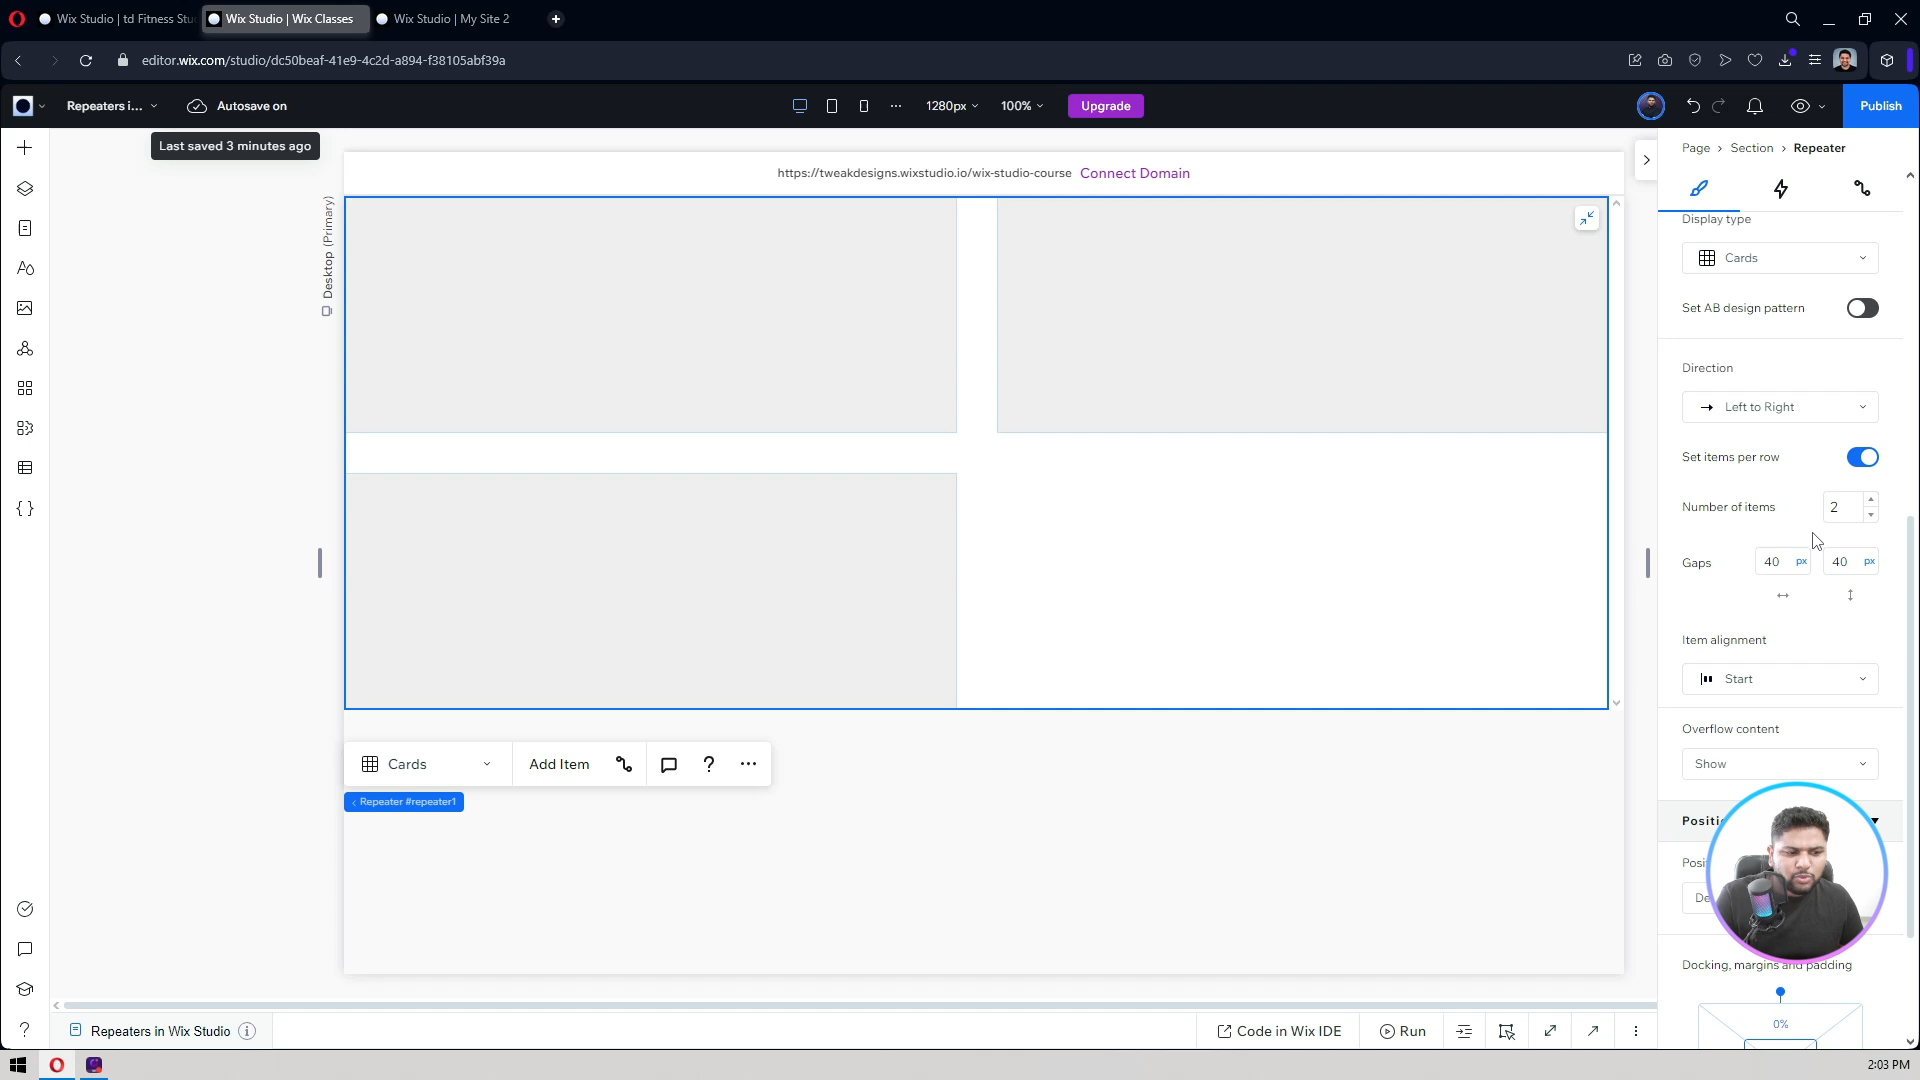 Wix Studio | td Fitness Stu
Wix Studio | Wix Classes
Wix Studio | My Site 2
editor.wix.com/studio/dc50beaf-41e9-4c2d-a894-f38105abf39a
Repeaters i...
Autosave on
1280px
100%
Upgrade
Publish
Last saved 3 minutes ago
https://tweakdesigns.wixstudio.io/wix-studio-course Connect Domain
Desktop (Primary)
Page > Section > Repeater
Display type
Cards
Set AB design pattern
Direction
Left to Right
Set items per row
Number of items 2
Gaps 40 px 40 px
Item alignment
Start
Overflow content
Show
Cards
Add Item
Repeater #repeater1
Docking, margins and padding
0%
Repeaters in Wix Studio
Code in Wix IDE
Run
2:03 PM